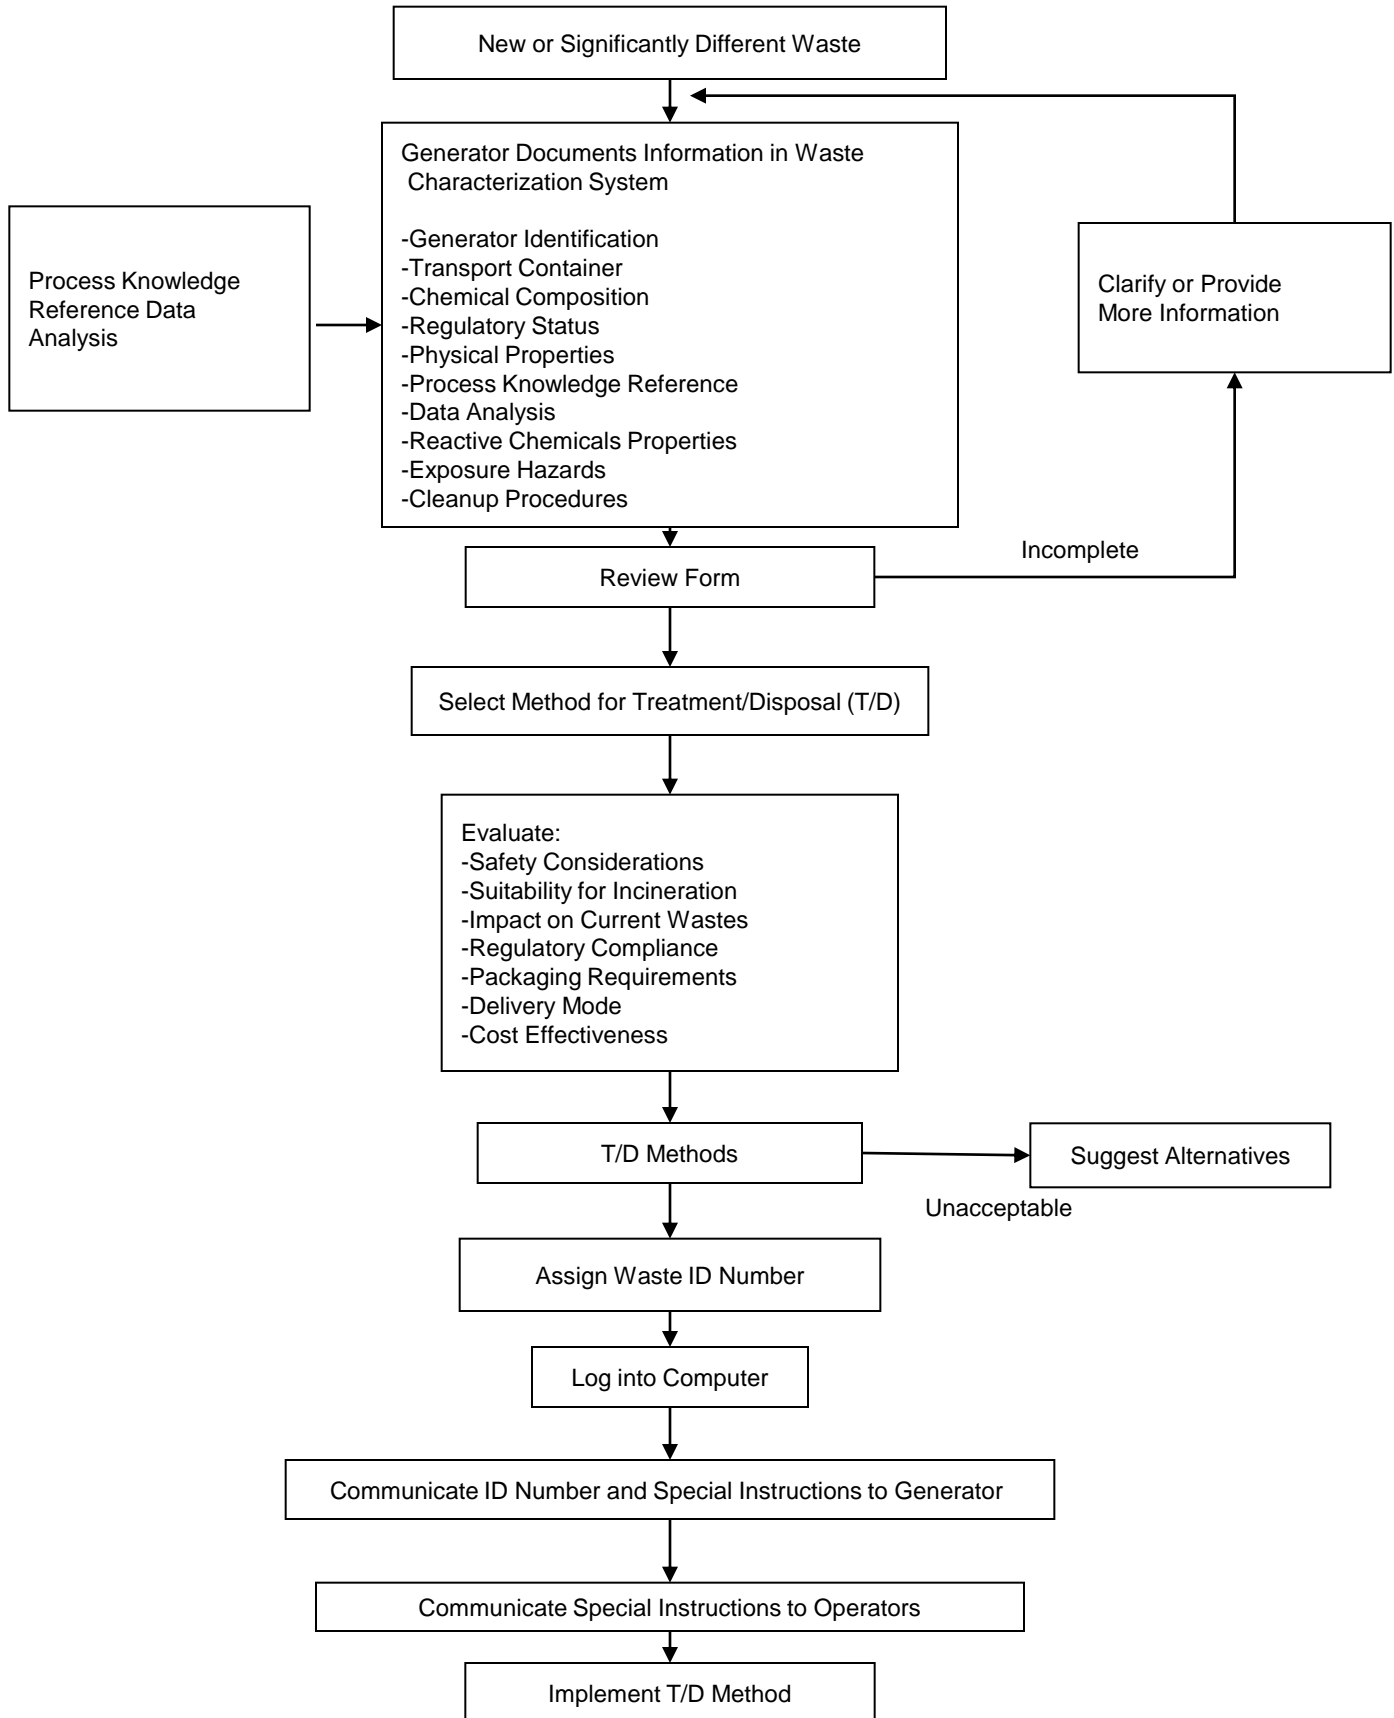 New or Significantly Different Waste
Generator Documents Information in Waste
Characterization System
-Generator Identification
-Transport Container
-Chemical Composition
-Regulatory Status
-Physical Properties
-Process Knowledge Reference
-Data Analysis
-Reactive Chemicals Properties
-Exposure Hazards
-Cleanup Procedures
Process Knowledge
Reference Data
Analysis
Clarify or Provide
More Information
Incomplete
Review Form
Select Method for Treatment/Disposal (T/D)
Evaluate:
-Safety Considerations
-Suitability for Incineration
-Impact on Current Wastes
-Regulatory Compliance
-Packaging Requirements
-Delivery Mode
-Cost Effectiveness
T/D Methods
Suggest Alternatives
Unacceptable
Assign Waste ID Number
Log into Computer
Communicate ID Number and Special Instructions to Generator
Communicate Special Instructions to Operators
Implement T/D Method